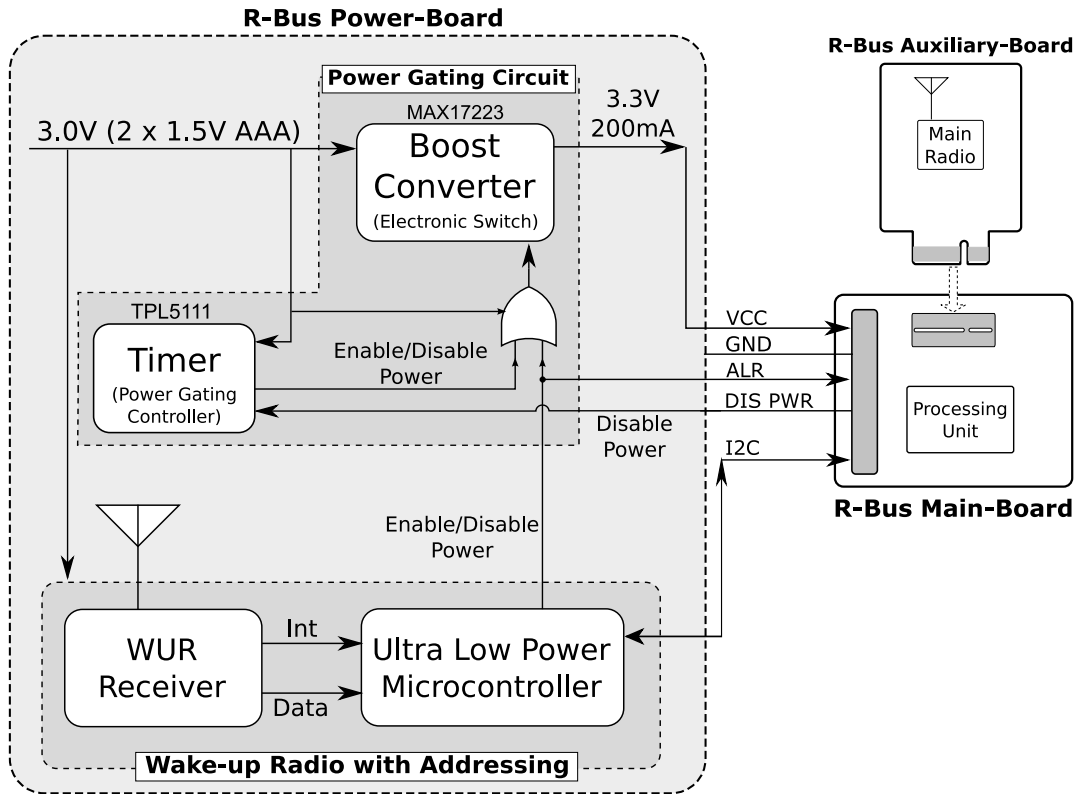 R-Bus Power-Board
R-Bus Auxiliary-Board
Power Gating Circuit
MAX17223
3.0V (2 x 1.5V AAA)
Boost
Converter
(Electronic Switch)
3.3V
200mA
Main
Radio
TPL5111
Timer
(Power Gating
Controller)
Enable/Disable
Power
VCC
GND
ALR
DIS PWR
Disable
Power
I2C
Processing
Unit
R-Bus Main-Board
Enable/Disable
Power
WUR
Receiver
Int
Data
Ultra Low Power
Microcontroller
Wake-up Radio with Addressing